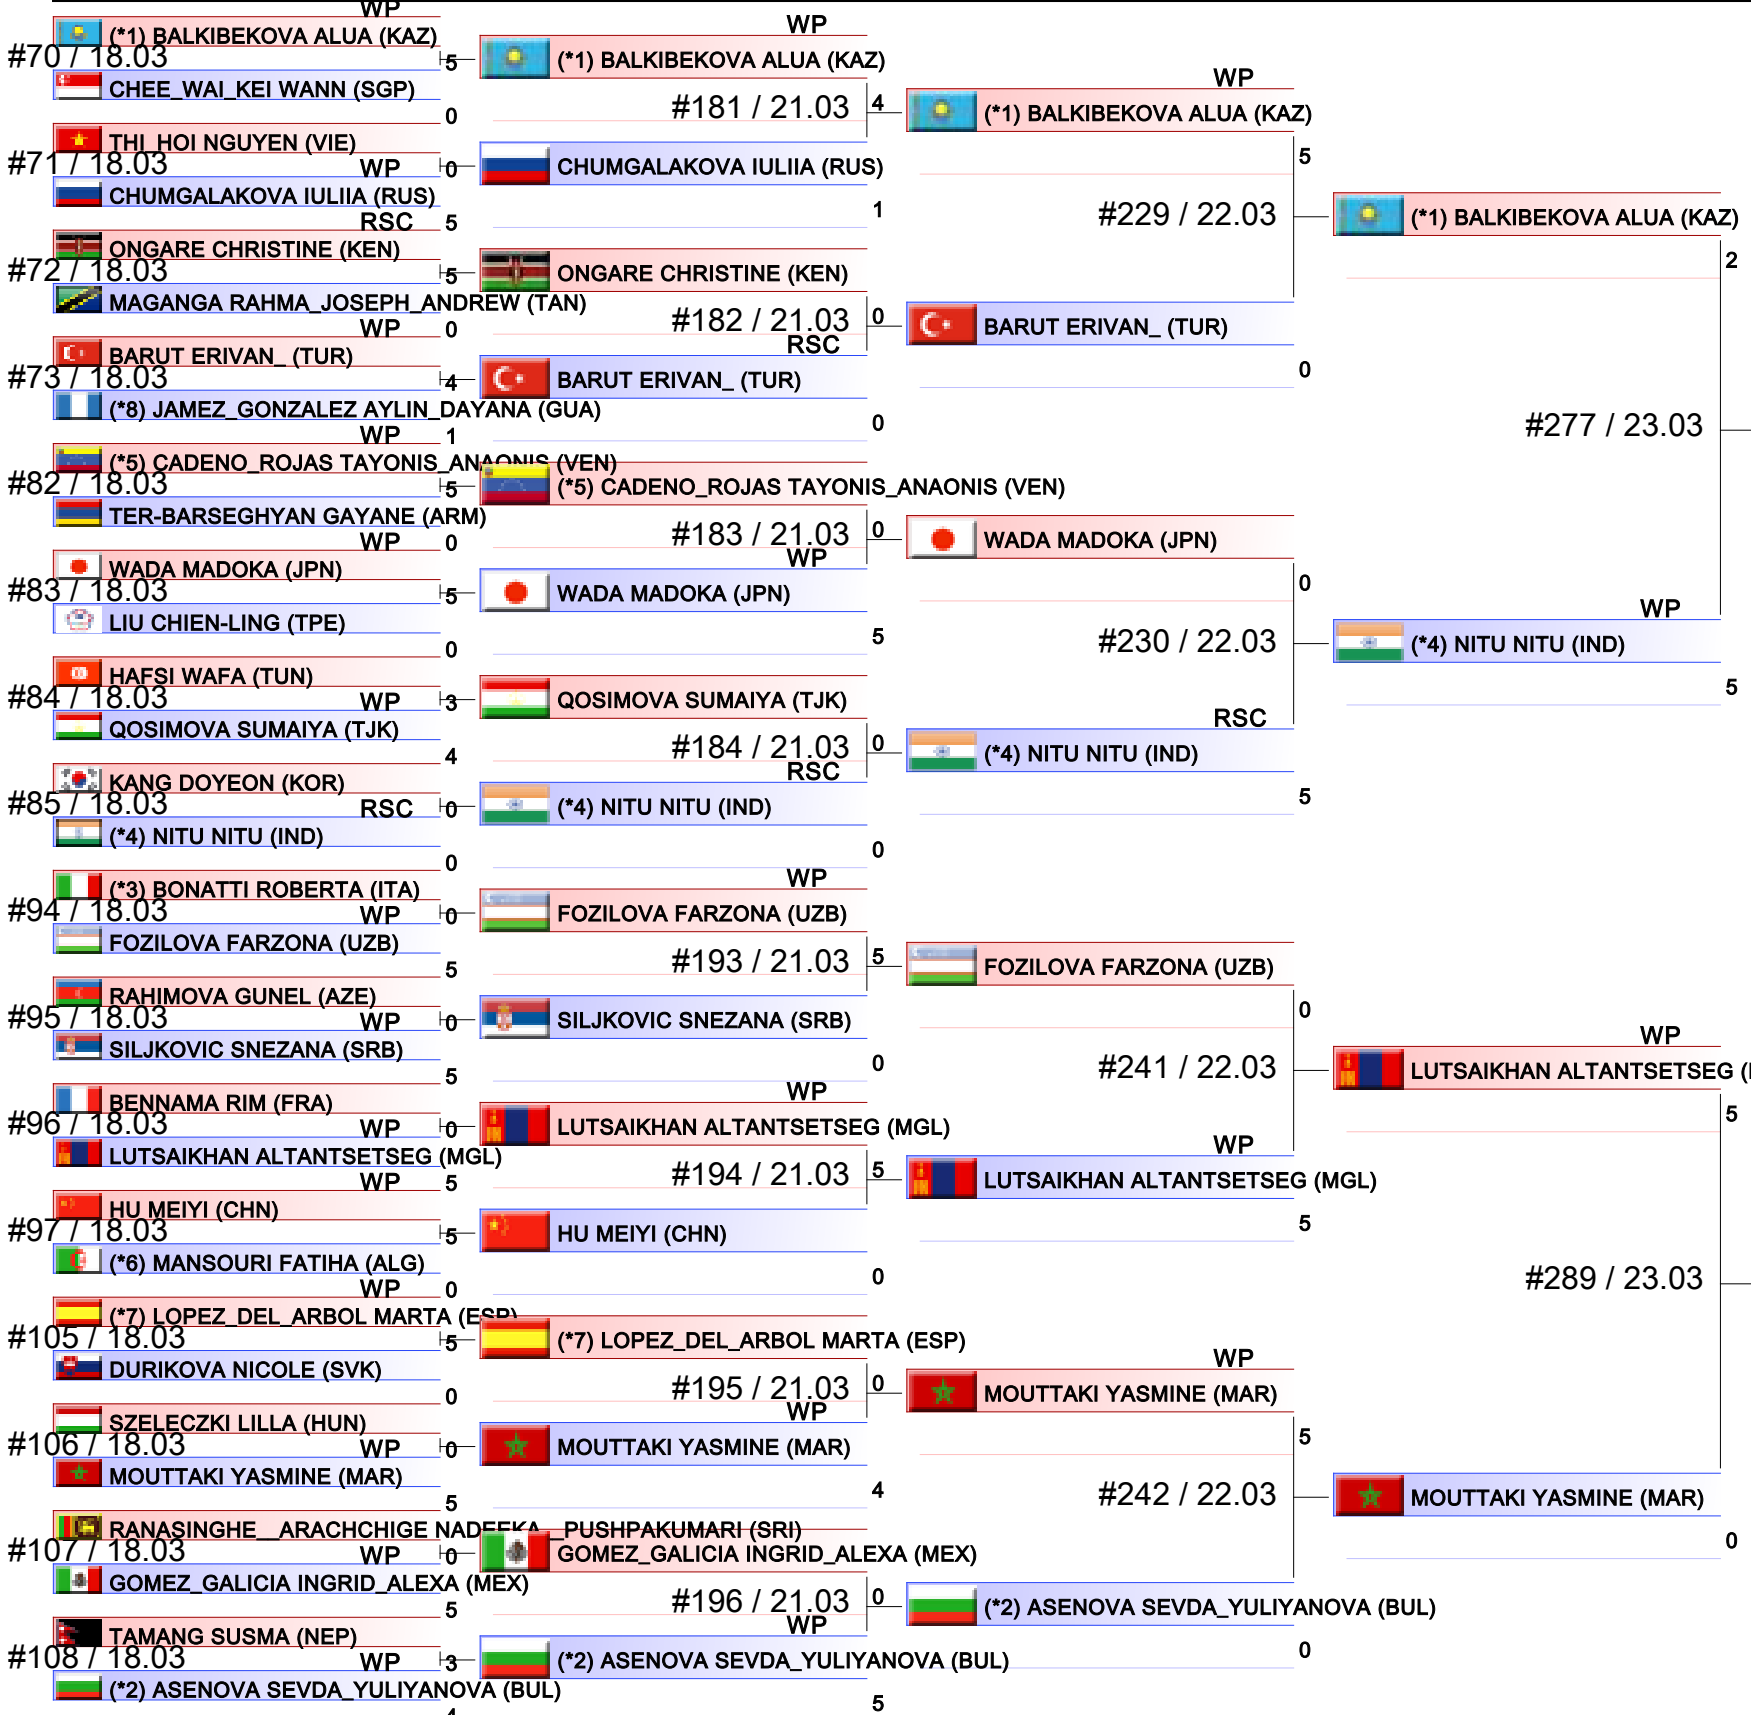 WP
(*1) BALKIBEKOVA ALUA (KAZ)
#70 / 18.03
5
CHEE_WAI_KEI WANN (SGP)
0
THI_HOI NGUYEN (VIE)
#71 / 18.03
WP
0
CHUMGALAKOVA IULIIA (RUS)
RSC
5
ONGARE CHRISTINE (KEN)
#72 / 18.03
5
MAGANGA RAHMA_JOSEPH_ANDREW (TAN)
WP
0
BARUT ERIVAN_ (TUR)
#73 / 18.03
4
(*8) JAMEZ_GONZALEZ AYLIN_DAYANA (GUA)
WP
1
(*5) CADENO_ROJAS TAYONIS_ANAONIS (VEN)
#82 / 18.03
5
TER-BARSEGHYAN GAYANE (ARM)
WP
0
WADA MADOKA (JPN)
#83 / 18.03
5
LIU CHIEN-LING (TPE)
0
HAFSI WAFA (TUN)
#84 / 18.03
WP
3
QOSIMOVA SUMAIYA (TJK)
4
KANG DOYEON (KOR)
#85 / 18.03
RSC
0
(*4) NITU NITU (IND)
0
(*3) BONATTI ROBERTA (ITA)
#94 / 18.03
WP
0
FOZILOVA FARZONA (UZB)
5
RAHIMOVA GUNEL (AZE)
#95 / 18.03
WP
0
SILJKOVIC SNEZANA (SRB)
5
BENNAMA RIM (FRA)
#96 / 18.03
WP
0
LUTSAIKHAN ALTANTSETSEG (MGL)
WP
5
HU MEIYI (CHN)
#97 / 18.03
5
(*6) MANSOURI FATIHA (ALG)
WP
0
(*7) LOPEZ_DEL_ARBOL MARTA (ESP)
#105 / 18.03
5
DURIKOVA NICOLE (SVK)
0
SZELECZKI LILLA (HUN)
#106 / 18.03
WP
0
MOUTTAKI YASMINE (MAR)
5
RANASINGHE__ARACHCHIGE NADEEKA__PUSHPAKUMARI (SRI)
#107 / 18.03
WP
0
GOMEZ_GALICIA INGRID_ALEXA (MEX)
5
TAMANG SUSMA (NEP)
#108 / 18.03
WP
3
(*2) ASENOVA SEVDA_YULIYANOVA (BUL)
4
WP
(*1) BALKIBEKOVA ALUA (KAZ)
#181 / 21.03
4
CHUMGALAKOVA IULIIA (RUS)
1
ONGARE CHRISTINE (KEN)
#182 / 21.03
0
RSC
BARUT ERIVAN_ (TUR)
0
(*5) CADENO_ROJAS TAYONIS_ANAONIS (VEN)
#183 / 21.03
0
WP
WADA MADOKA (JPN)
5
QOSIMOVA SUMAIYA (TJK)
#184 / 21.03
0
RSC
(*4) NITU NITU (IND)
0
WP
FOZILOVA FARZONA (UZB)
#193 / 21.03
5
SILJKOVIC SNEZANA (SRB)
0
WP
LUTSAIKHAN ALTANTSETSEG (MGL)
#194 / 21.03
5
HU MEIYI (CHN)
0
(*7) LOPEZ_DEL_ARBOL MARTA (ESP)
#195 / 21.03
0
WP
MOUTTAKI YASMINE (MAR)
4
GOMEZ_GALICIA INGRID_ALEXA (MEX)
#196 / 21.03
0
WP
(*2) ASENOVA SEVDA_YULIYANOVA (BUL)
5
WP
(*1) BALKIBEKOVA ALUA (KAZ)
5
#229 / 22.03
BARUT ERIVAN_ (TUR)
0
WADA MADOKA (JPN)
0
#230 / 22.03
RSC
(*4) NITU NITU (IND)
5
FOZILOVA FARZONA (UZB)
0
#241 / 22.03
WP
LUTSAIKHAN ALTANTSETSEG (MGL)
5
WP
MOUTTAKI YASMINE (MAR)
5
#242 / 22.03
(*2) ASENOVA SEVDA_YULIYANOVA (BUL)
0
(*1) BALKIBEKOVA ALUA (KAZ)
2
#277 / 23.03
WP
(*4) NITU NITU (IND)
5
WP
LUTSAIKHAN ALTANTSETSEG (
5
#289 / 23.03
MOUTTAKI YASMINE (MAR)
0